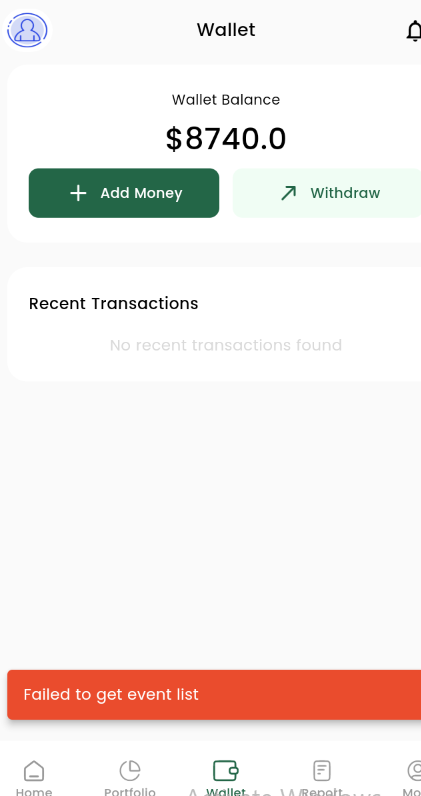 Wallet
Wallet Balance
$8740.0
Add Money
Withdraw
Recent Transactions
No recent transactions found
Failed to get event list
Home
Portfolio
Wallet
Report